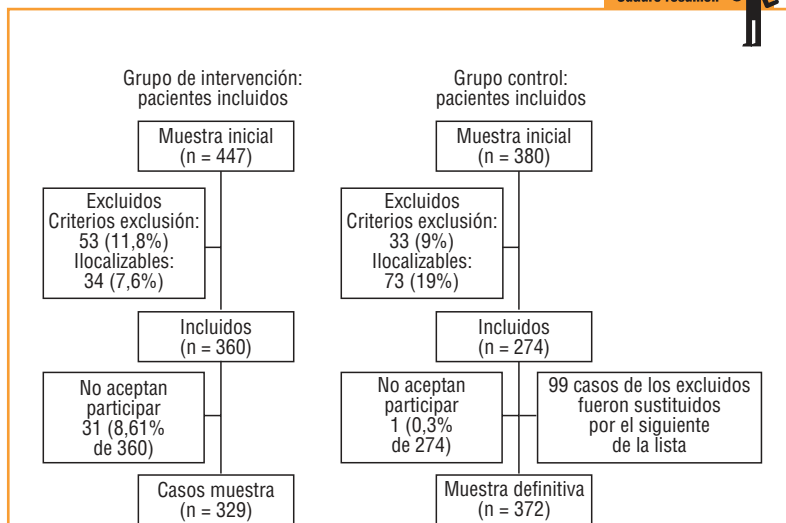 Cuadro resumen
Grupo de intervención:
pacientes incluidos
Muestra inicial
(n = 447)
Excluidos
Criterios exclusión:
53 (11,8%)
Ilocalizables:
34 (7,6%)
Incluidos
(n = 360)
No aceptan
participar
31 (8,61%
de 360)
Casos muestra
(n = 329)
Grupo control:
pacientes incluidos
Muestra inicial
(n = 380)
Excluidos
Criterios exclusión:
33 (9%)
Ilocalizables:
73 (19%)
Incluidos
(n = 274)
No aceptan
participar
1 (0,3%
de 274)
99 casos de los excluidos
fueron sustituidos
por el siguiente
de la lista
Muestra definitiva
(n = 372)